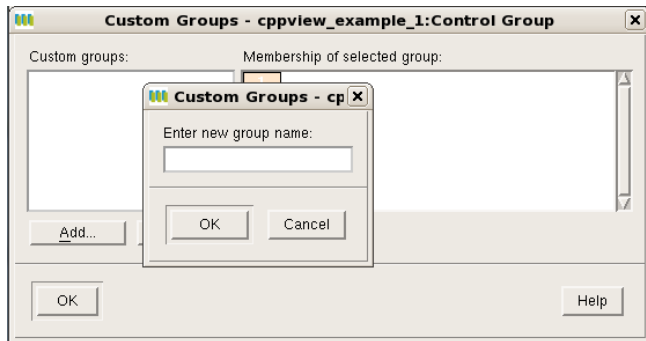 Custom Groups - cppview_example_1:Control Group
Custom groups:
Membership of selected group:
Custom Groups - cp
Enter new group name:
OK
Cancel
Add...
OK
Help